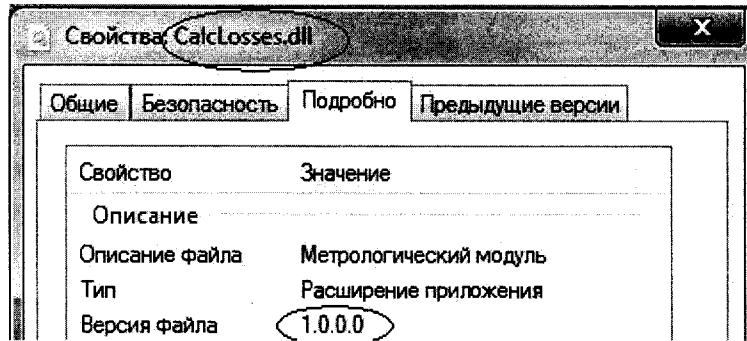 Свойства: CalcLosses.dll
Общие Безопасность Подробно Предыдущие версии
Свойство Значение
Описание
Описание файла Метрологический модуль
Тип Расширение приложения
Версия файла 1.0.0.0